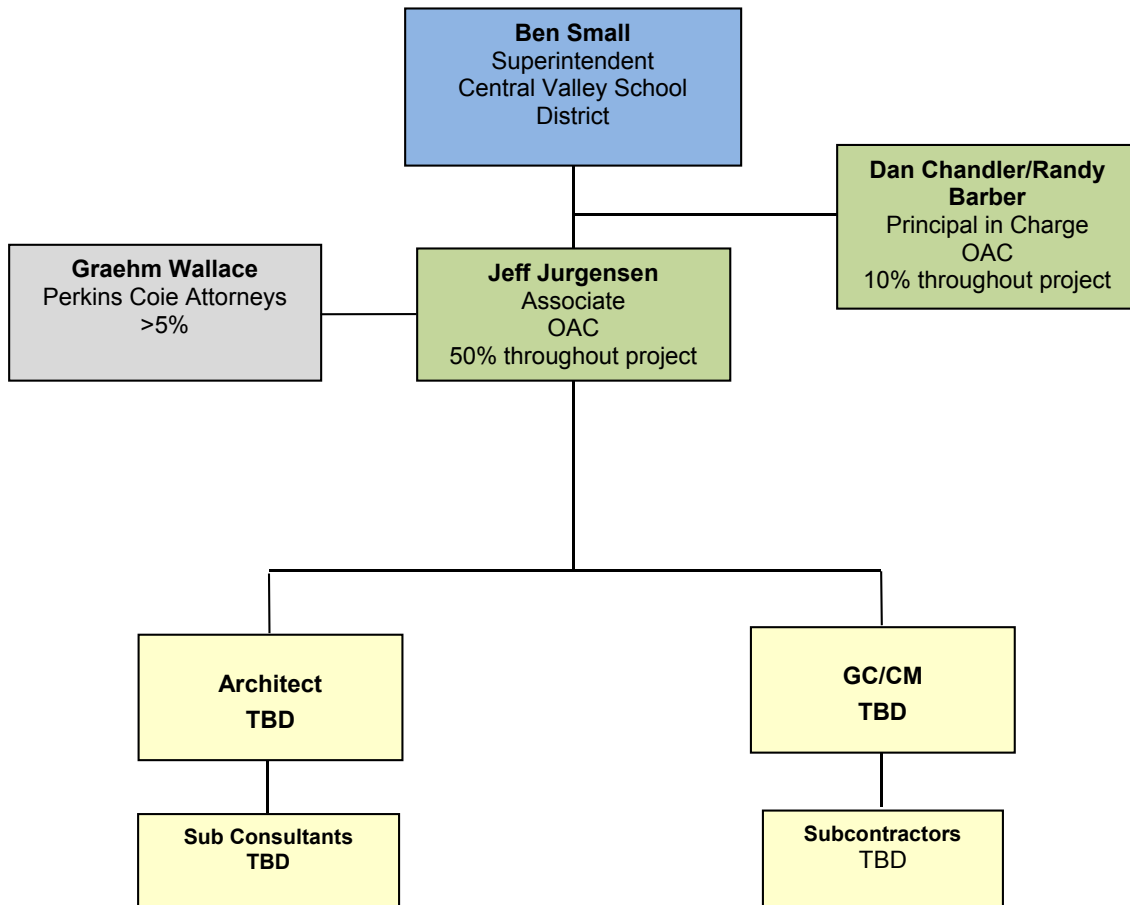 Ben Small
Superintendent
Central Valley School
District
Dan Chandler/Randy
Barber
Principal in Charge
OAC
10% throughout project
Graehm Wallace
Perkins Coie Attorneys
>5%
Jeff Jurgensen
Associate
OAC
50% throughout project
Architect
TBD
GC/CM
TBD
Sub Consultants
TBD
Subcontractors
TBD